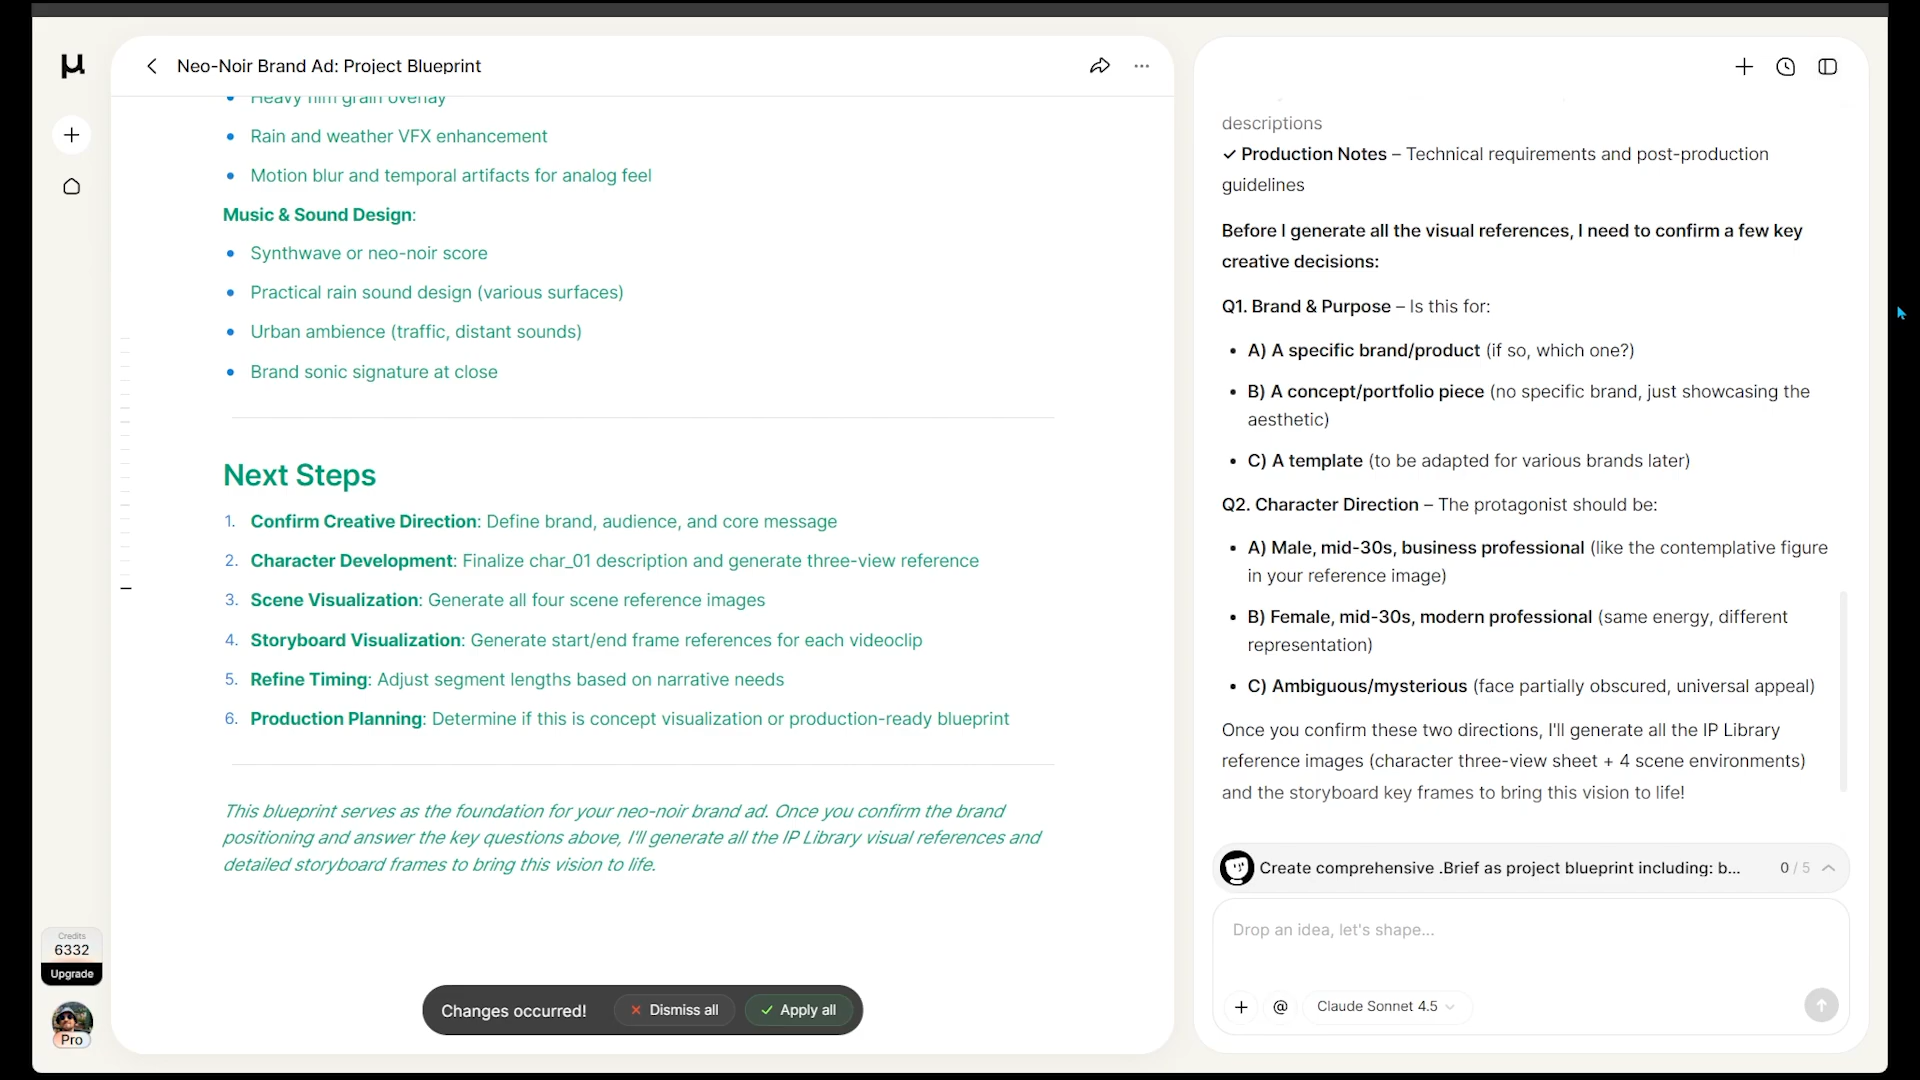 Neo-Noir Brand Ad: Project Blueprint
Heavy film grain overlay
Rain and weather VFX enhancement
Motion blur and temporal artifacts for analog feel
Music & Sound Design:
Synthwave or neo-noir score
Practical rain sound design (various surfaces)
Urban ambience (traffic, distant sounds)
Brand sonic signature at close
Next Steps
1. Confirm Creative Direction: Define brand, audience, and core message
2. Character Development: Finalize char_01 description and generate three-view reference
3. Scene Visualization: Generate all four scene reference images
4. Storyboard Visualization: Generate start/end frame references for each videoclip
5. Refine Timing: Adjust segment lengths based on narrative needs
6. Production Planning: Determine if this is concept visualization or production-ready blueprint
This blueprint serves as the foundation for your neo-noir brand ad. Once you confirm the brand
positioning and answer the key questions above, I'll generate all the IP Library visual references and
detailed storyboard frames to bring this vision to life.
Changes occurred!
Dismiss all
Apply all
Credits
6332
Upgrade
Pro
descriptions
✓ Production Notes – Technical requirements and post-production
guidelines
Before I generate all the visual references, I need to confirm a few key
creative decisions:
Q1. Brand & Purpose – Is this for:
A) A specific brand/product (if so, which one?)
B) A concept/portfolio piece (no specific brand, just showcasing the
aesthetic)
C) A template (to be adapted for various brands later)
Q2. Character Direction – The protagonist should be:
A) Male, mid-30s, business professional (like the contemplative figure
in your reference image)
B) Female, mid-30s, modern professional (same energy, different
representation)
C) Ambiguous/mysterious (face partially obscured, universal appeal)
Once you confirm these two directions, I'll generate all the IP Library
reference images (character three-view sheet + 4 scene environments)
and the storyboard key frames to bring this vision to life!
Create comprehensive .Brief as project blueprint including: b... 0 / 5
Drop an idea, let's shape...
Claude Sonnet 4.5